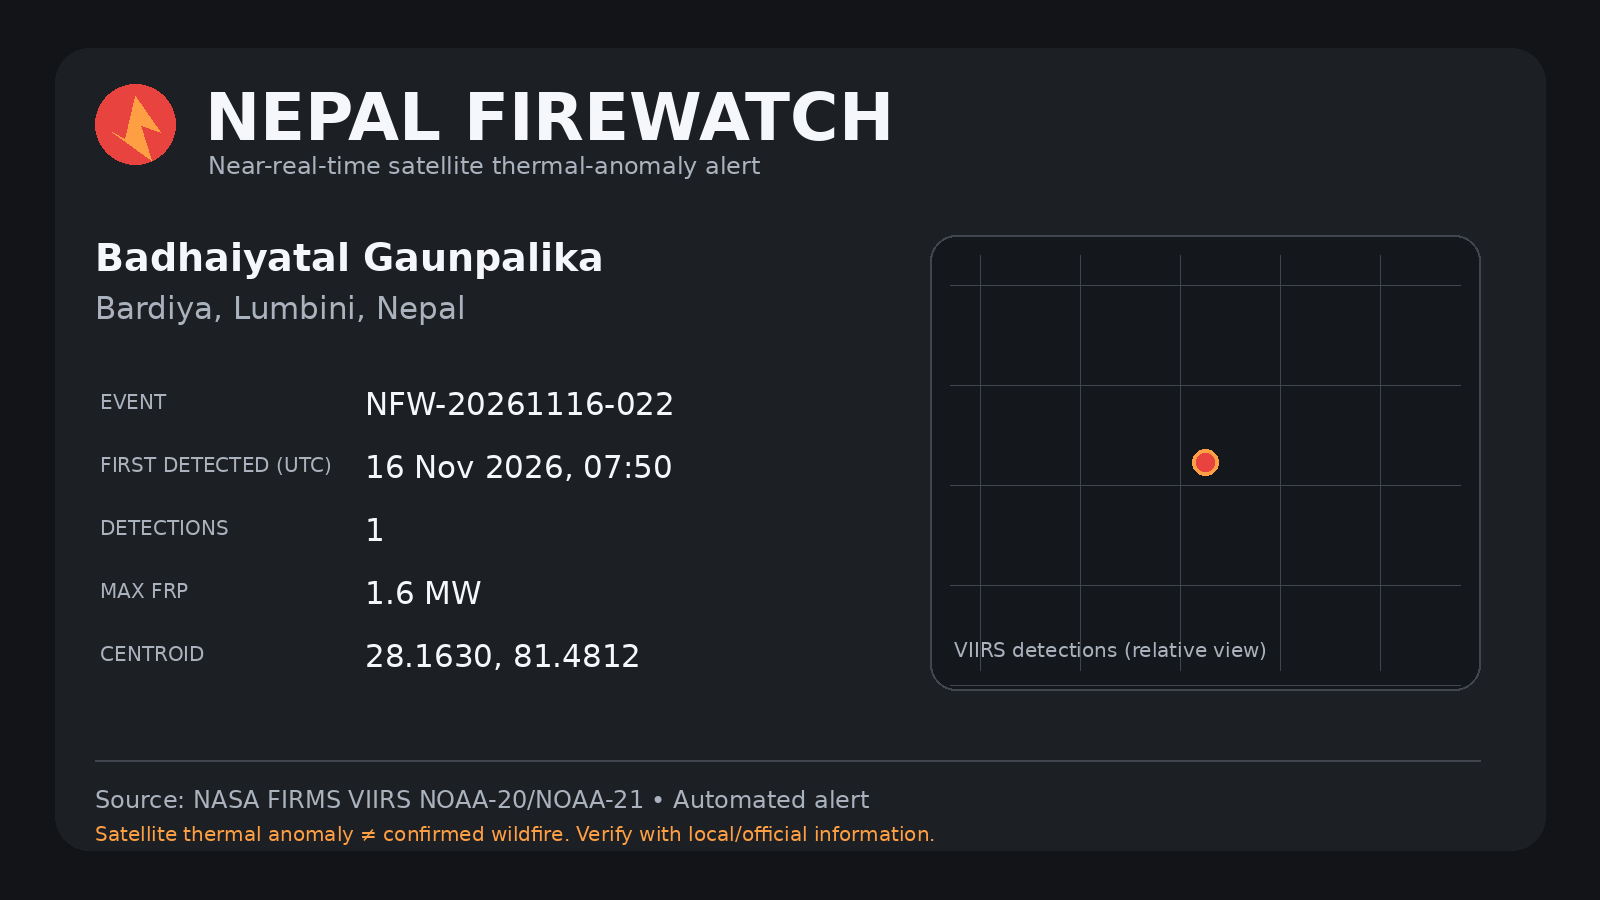 NEPAL FIREWATCH
Near-real-time satellite thermal-anomaly alert
Badhaiyatal Gaunpalika
Bardiya, Lumbini, Nepal
EVENT NFW-20261116-022
FIRST DETECTED (UTC) 16 Nov 2026, 07:50
DETECTIONS 1
MAX FRP 1.6 MW
CENTROID 28.1630, 81.4812
VIIRS detections (relative view)
Source: NASA FIRMS VIIRS NOAA-20/NOAA-21 • Automated alert
Satellite thermal anomaly ≠ confirmed wildfire. Verify with local/official information.